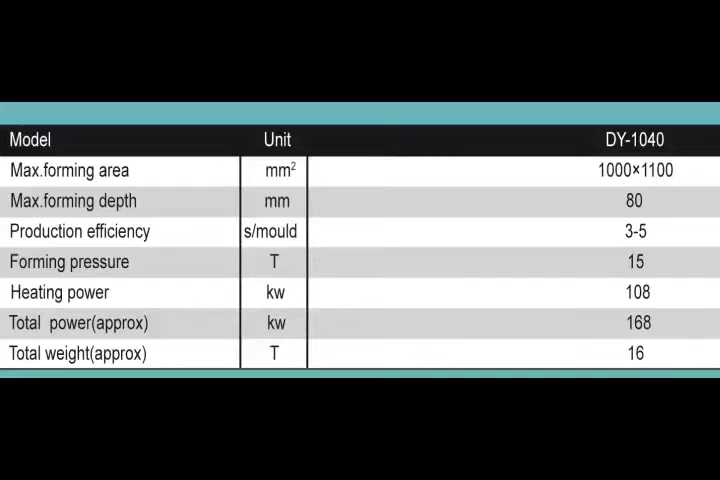 Model Unit DY-1040
Max.forming area mm² 1000×1100
Max.forming depth mm 80
Production efficiency s/mould 3-5
Forming pressure T 15
Heating power kw 108
Total power(approx) kw 168
Total weight(approx) T 16